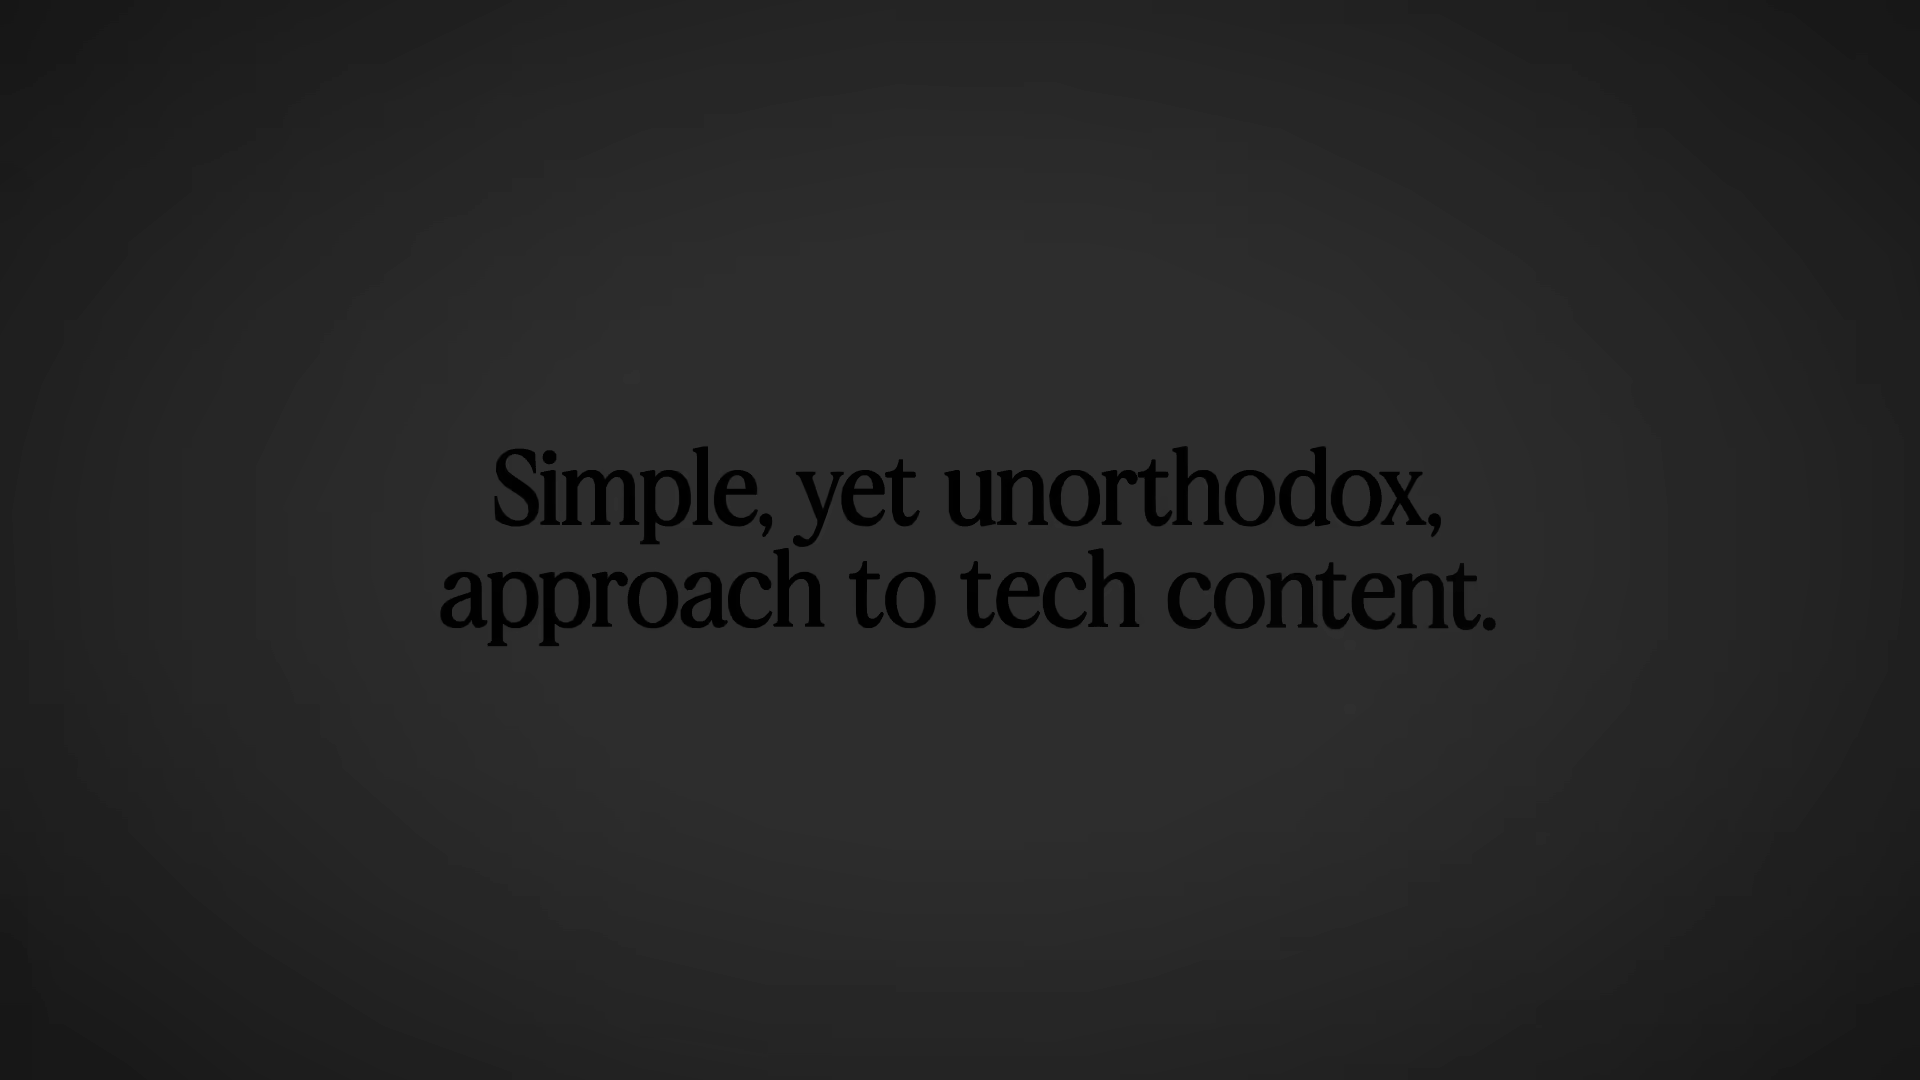 Simple, yet unorthodox,
approach to tech content.